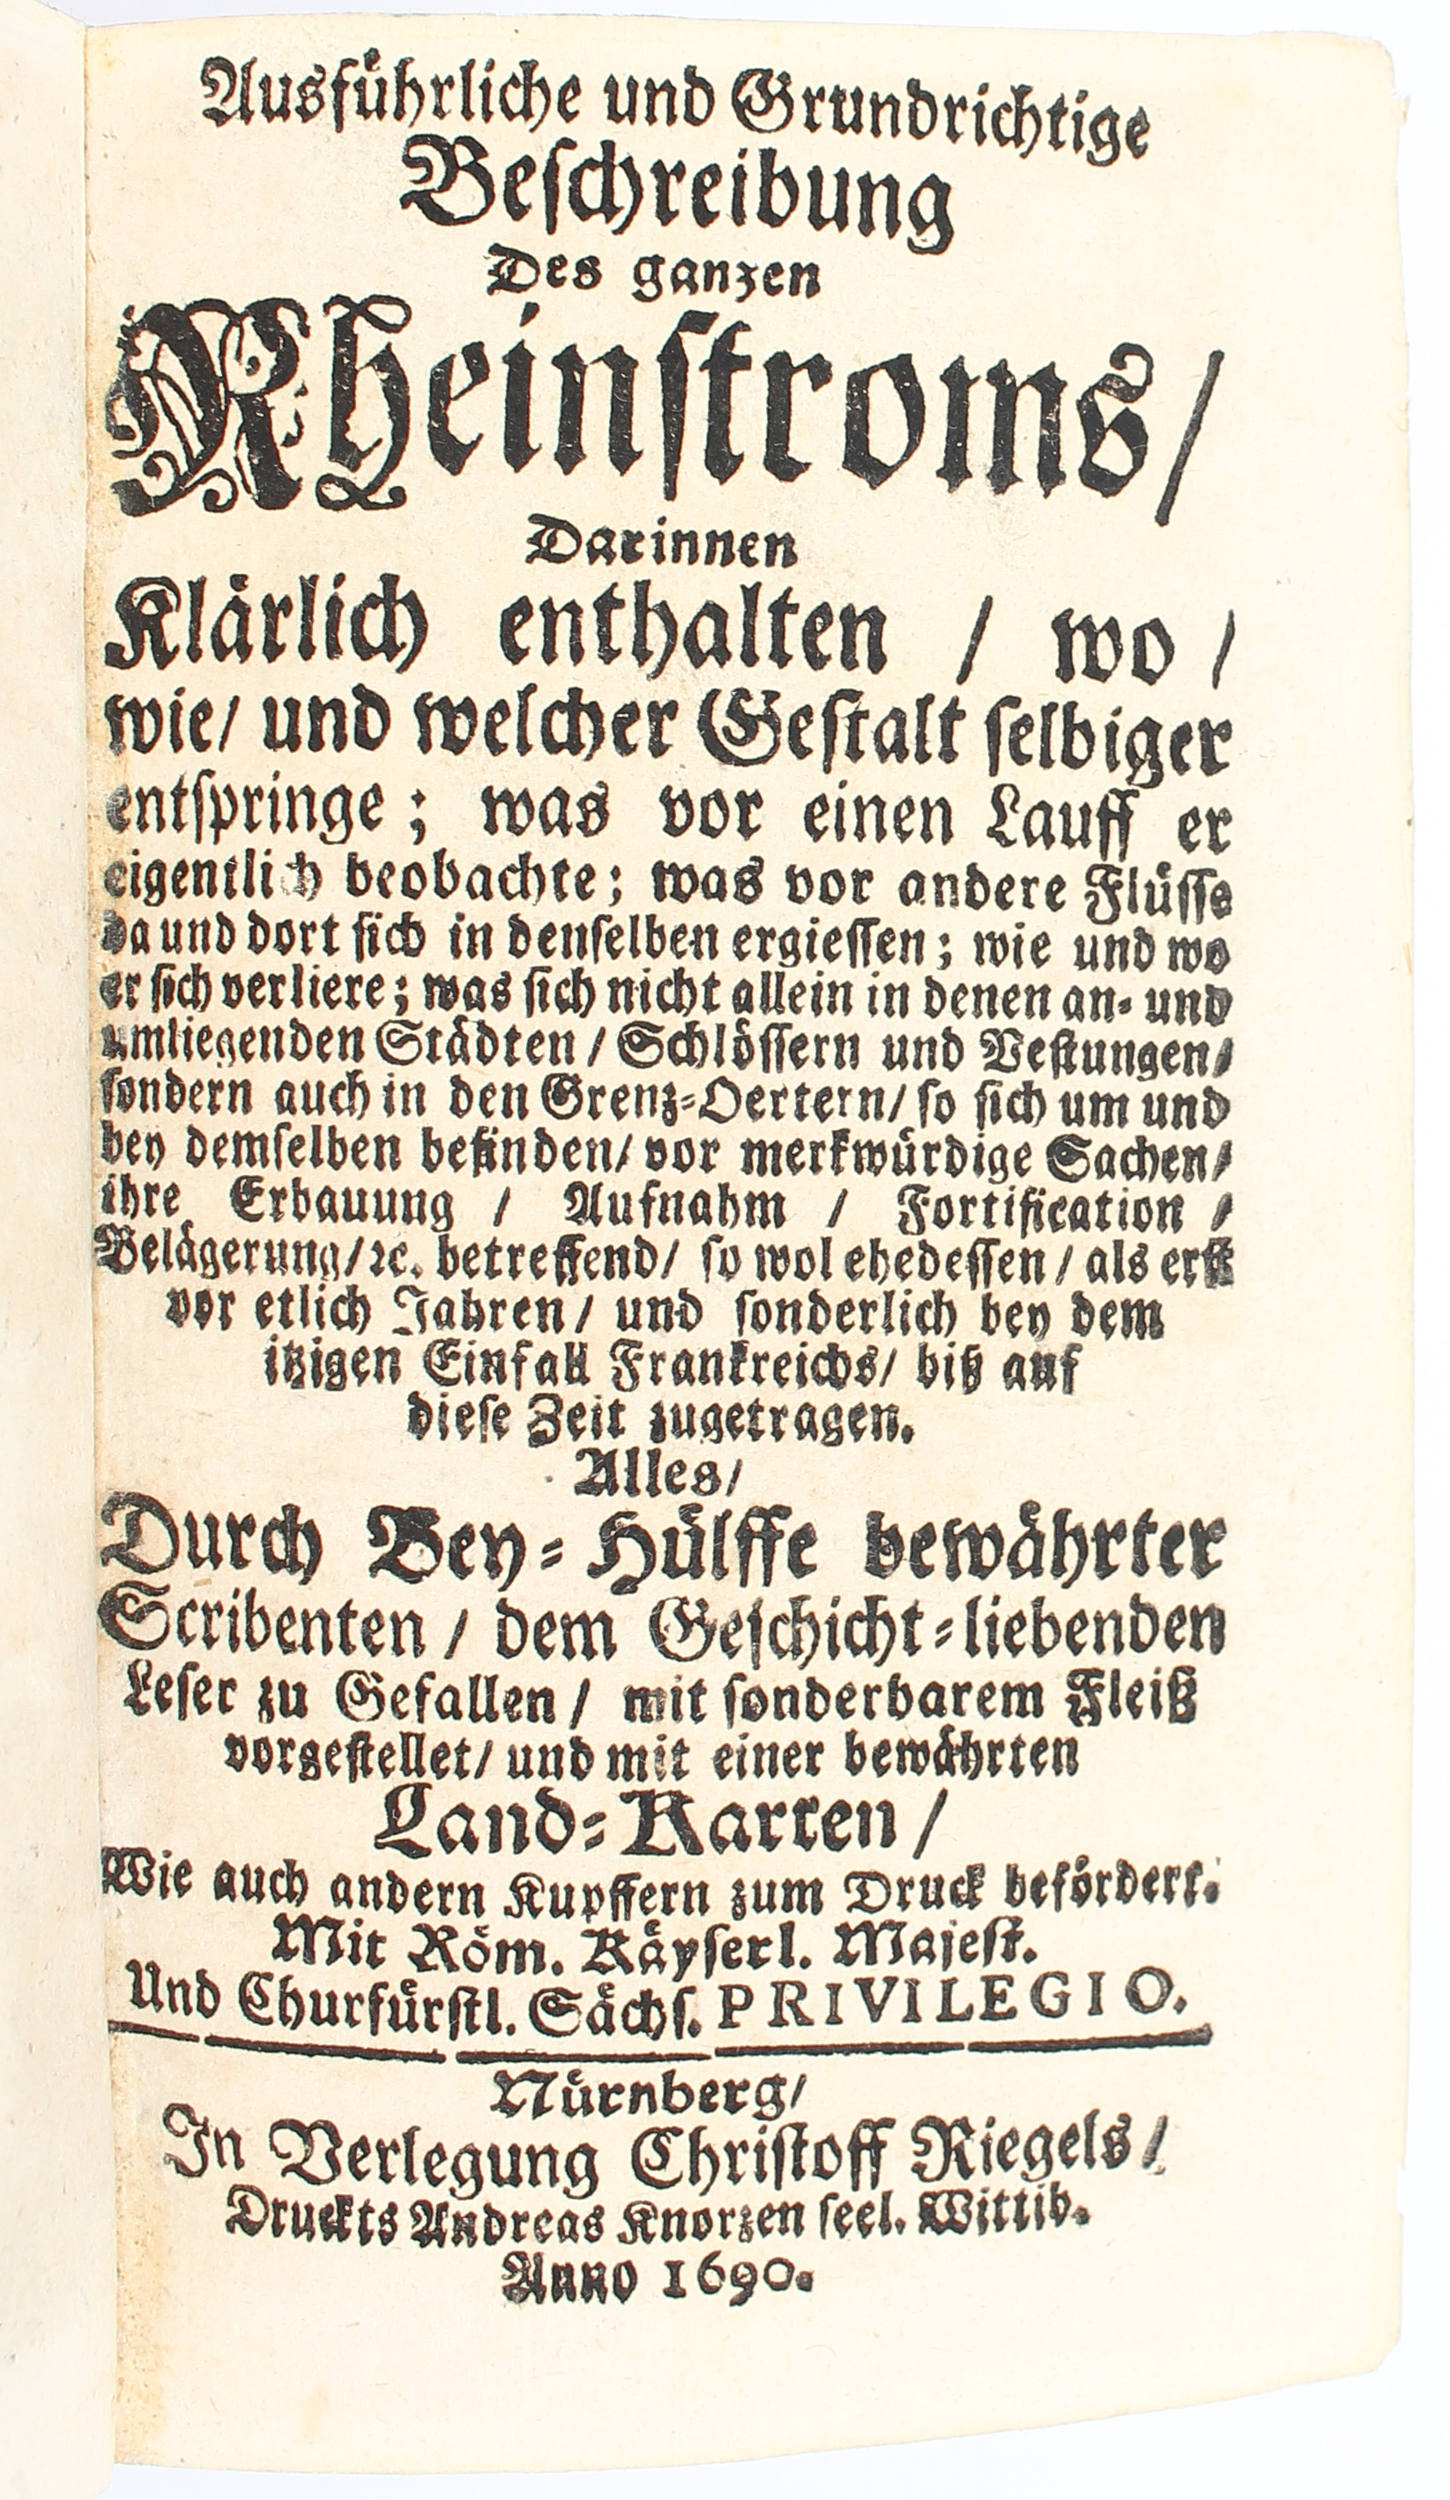 Ausführliche und Grundrichtige
Beſchreibung
Des ganzen
Rheinſtroms/
Darinnen
Klärlich enthalten / wo /
wie/ und welcher Geſtalt ſelbiger
entſpringe; was vor einen Lauff er
eigentlich beobachte; was vor andere Flüſſe
da und dort ſich in denſelben ergieſſen; wie und wo
er ſich verliere; was ſich nicht allein in denen an- und
umliegenden Städten / Schlöſſern und Veſtungen/
ſondern auch in den Grenz-Oertern/ ſo ſich um und
bey demſelben befinden/ vor merkwürdige Sachen/
ihre Erbauung / Aufnahm / Fortification /
Belägerung/ ꝛc. betreffend/ ſo wol ehedeſſen / als erſt
vor etlich Jahren/ und ſonderlich bey dem
itzigen Einfall Frankreichs/ biß auf
dieſe Zeit zugetragen.
Alles/
Durch Bey-Hülffe bewährter
Scribenten / dem Geſchicht-liebenden
Leſer zu Gefallen / mit ſonderbarem Fleiß
vorgeſtellet/ und mit einer bewährten
Land-Karten /
Wie auch andern Kupffern zum Druck befördert.
Mit Röm. Käyſerl. Majeſt.
Und Churfürſtl. Sächſ. PRIVILEGIO.
Nürnberg/
In Verlegung Chriſtoff Riegels/
Druckts Andreas Knorzen ſeel. Wittib.
Anno 1690.